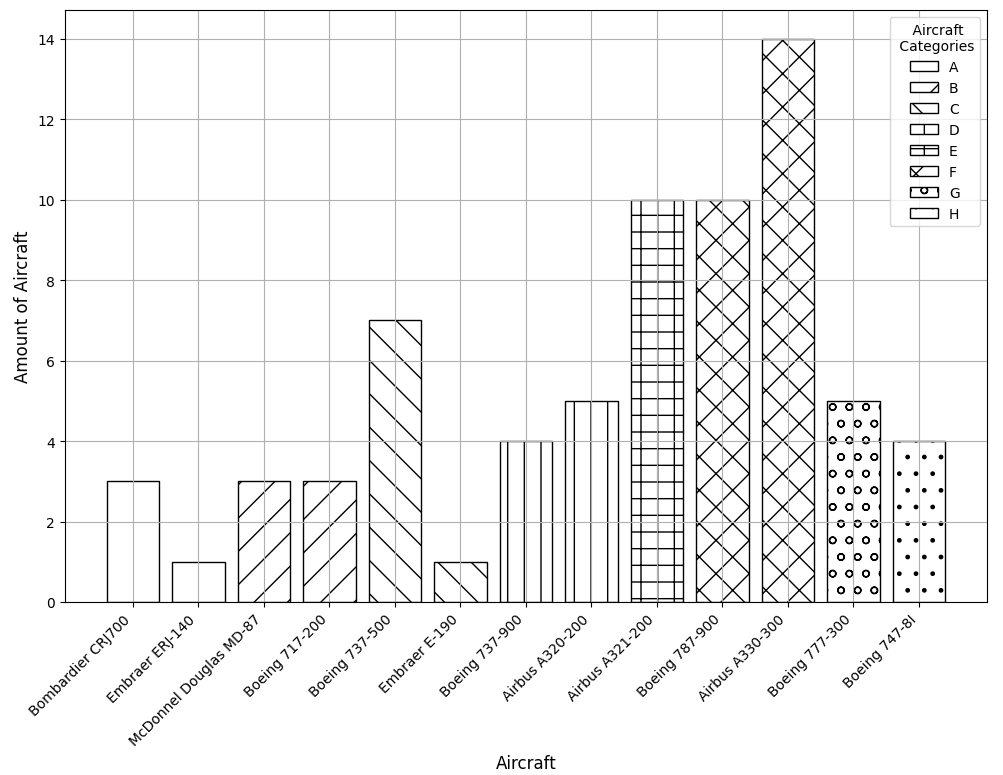 14
12
10
8
6
4
2
0
Amount of Aircraft
Aircraft
Categories
A
B
C
D
E
F
G
H
Bombardier CRJ700
Embraer ERJ-140
McDonnel Douglas MD-87
Boeing 717-200
Boeing 737-500
Embraer E-190
Boeing 737-900
Airbus A320-200
Airbus A321-200
Boeing 787-900
Airbus A330-300
Boeing 777-300
Boeing 747-8I
Aircraft